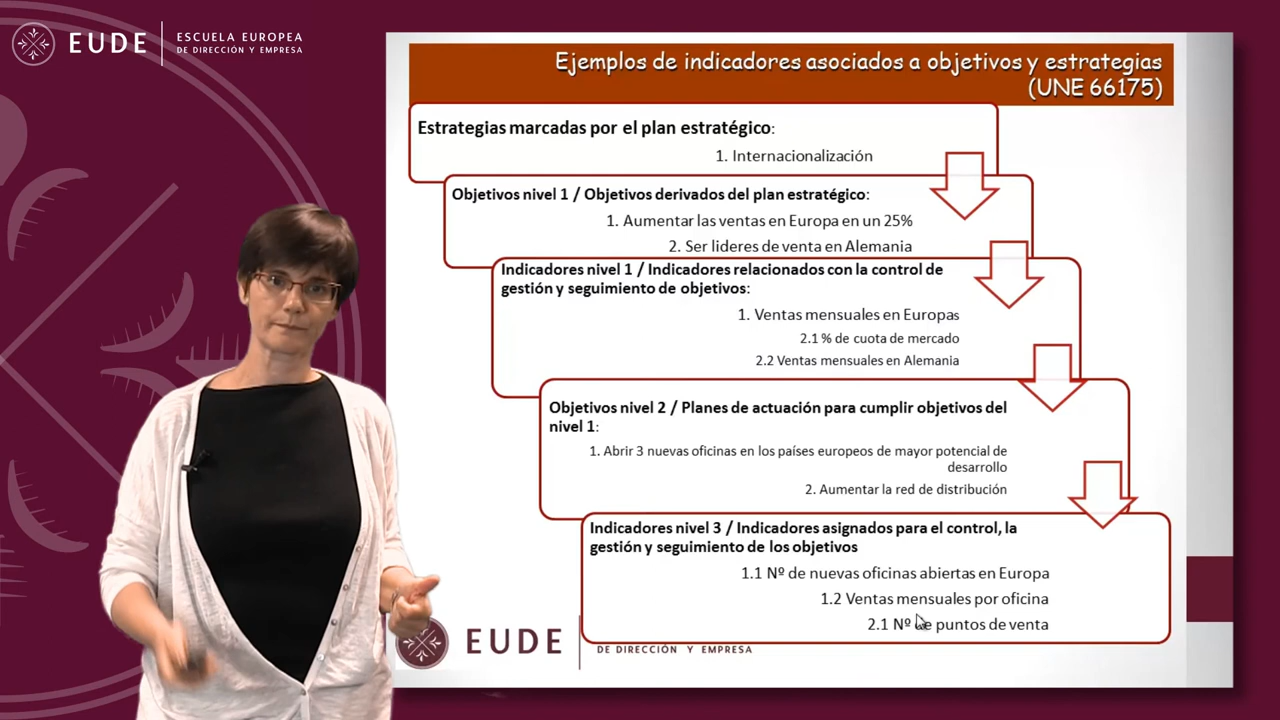 EUDE
ESCUELA EUROPEA
DE DIRECCIÓN Y EMPRESA
Ejemplos de indicadores asociados a objetivos y estrategias
(UNE 66175)
Estrategias marcadas por el plan estratégico:
1. Internacionalización
Objetivos nivel 1 / Objetivos derivados del plan estratégico:
1. Aumentar las ventas en Europa en un 25%
2. Ser lideres de venta en Alemania
Indicadores nivel 1 / Indicadores relacionados con la control de
gestión y seguimiento de objetivos:
1. Ventas mensuales en Europas
2.1 % de cuota de mercado
2.2 Ventas mensuales en Alemania
Objetivos nivel 2 / Planes de actuación para cumplir objetivos del
nivel 1:
1. Abrir 3 nuevas oficinas en los países europeos de mayor potencial de
desarrollo
2. Aumentar la red de distribución
Indicadores nivel 3 / Indicadores asignados para el control, la
gestión y seguimiento de los objetivos
1.1 Nº de nuevas oficinas abiertas en Europa
1.2 Ventas mensuales por oficina
2.1 Nº de puntos de venta
EUDE
DE DIRECCIÓN Y EMPRESA